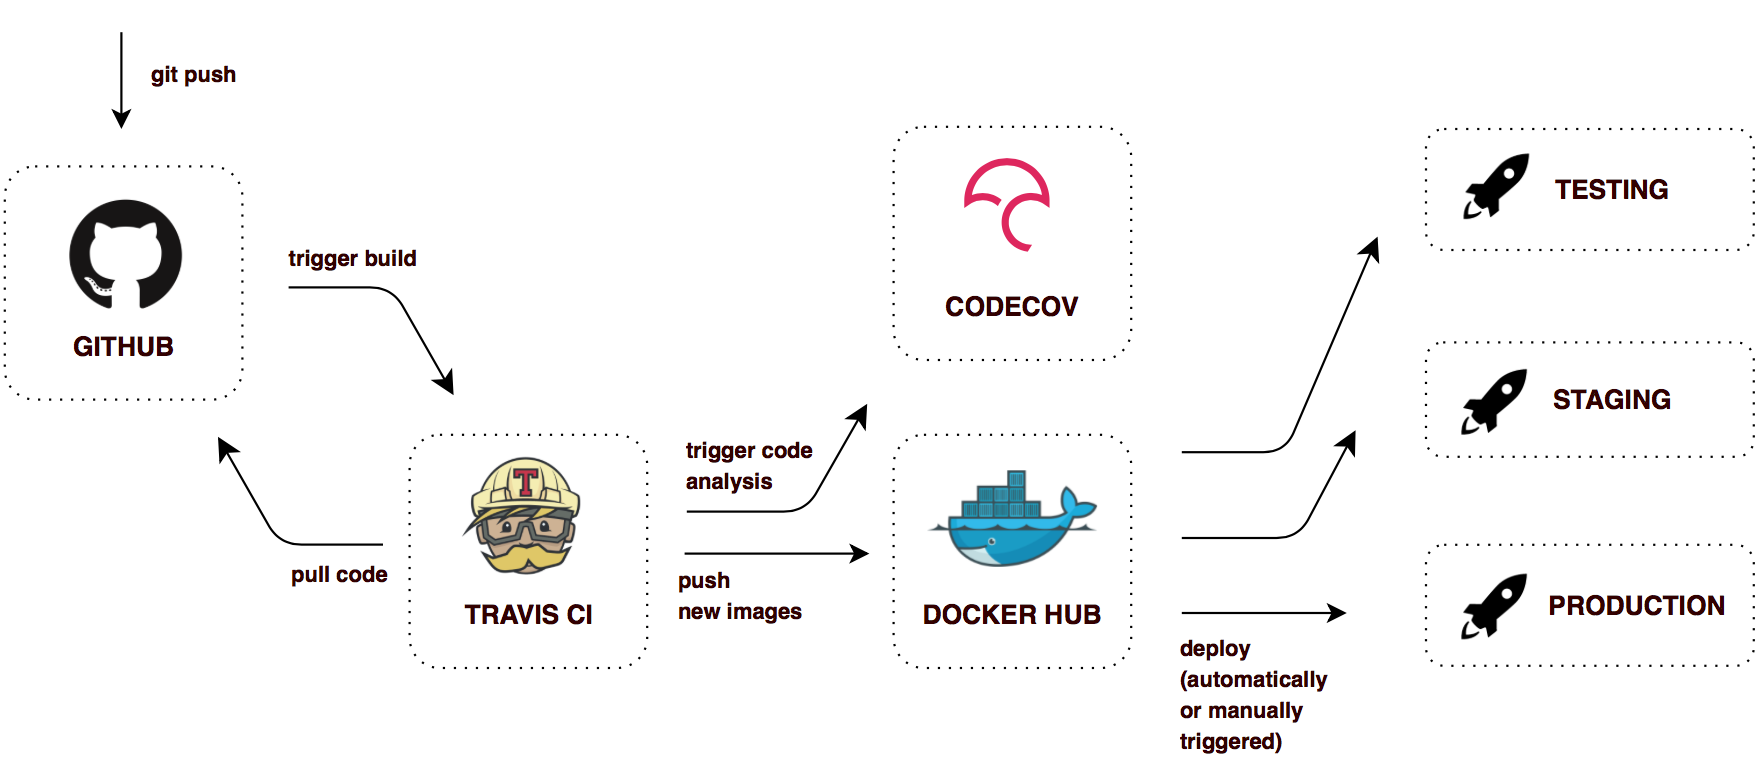 git push
GITHUB
trigger build
pull code
T
TRAVIS CI
trigger code
analysis
push
new images
CODECOV
DOCKER HUB
deploy
(automatically
or manually
triggered)
TESTING
STAGING
PRODUCTION